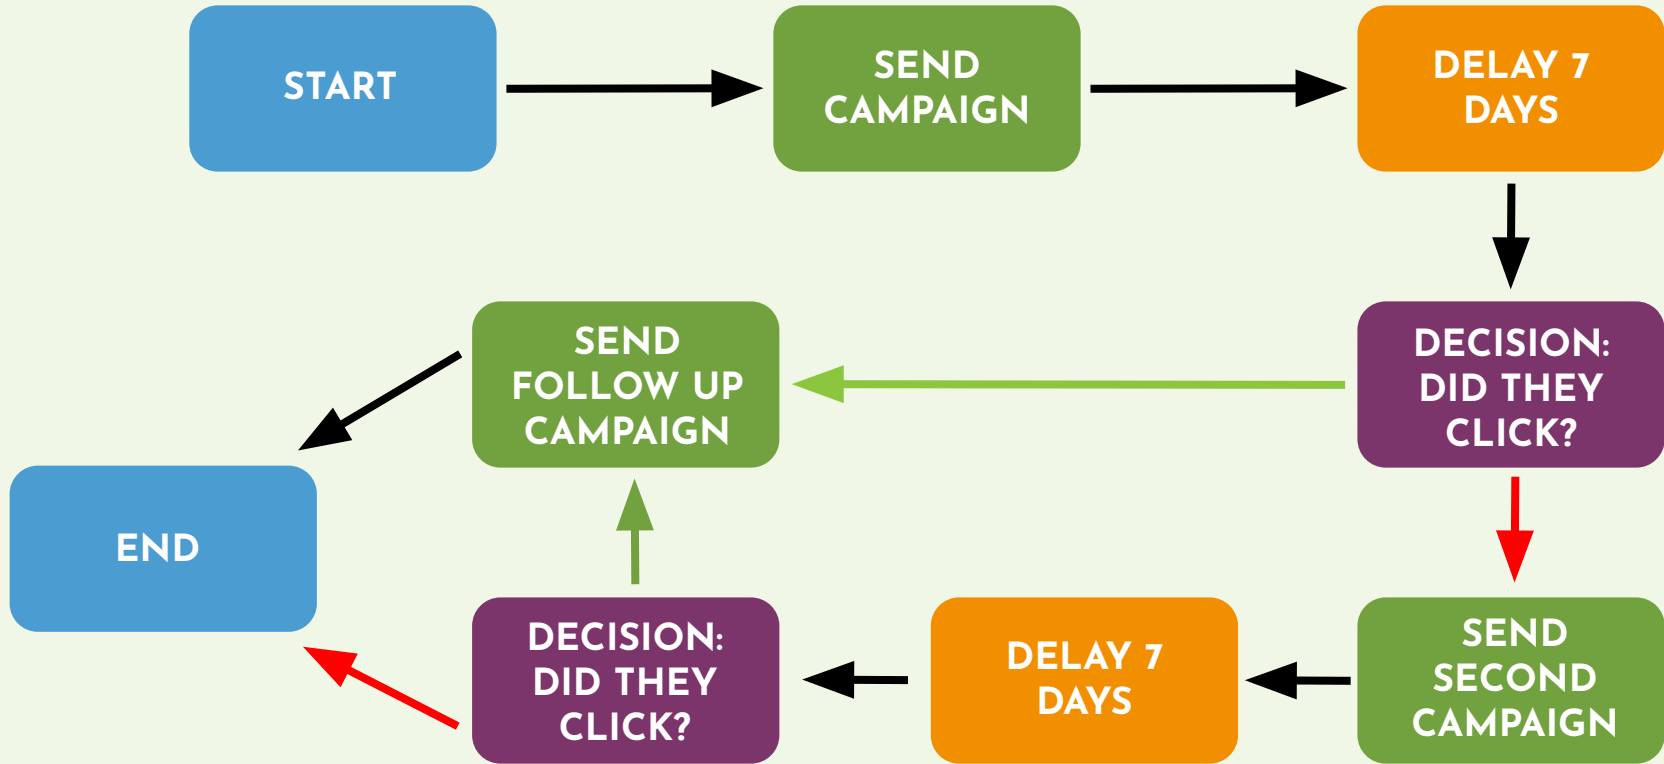 START
SEND
CAMPAIGN
DELAY 7
DAYS
SEND
FOLLOW UP
CAMPAIGN
DECISION:
DID THEY
CLICK?
END
DECISION:
DID THEY
CLICK?
DELAY 7
DAYS
SEND
SECOND
CAMPAIGN